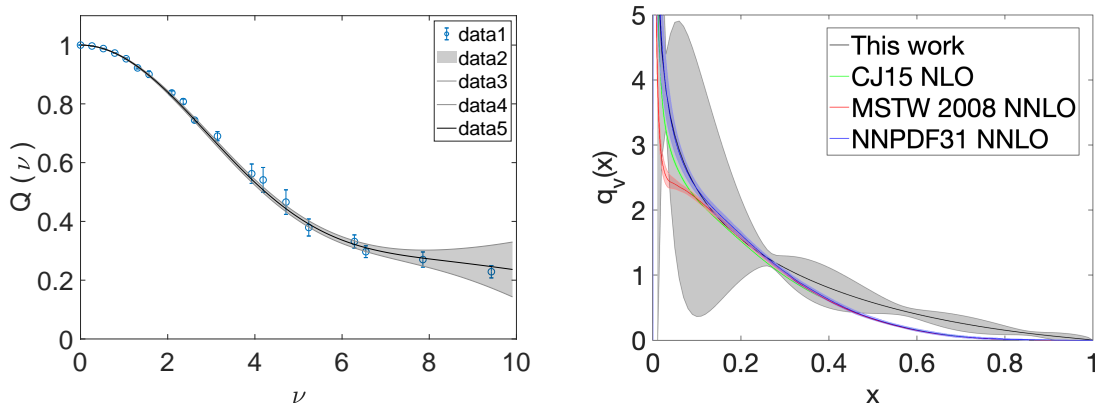 1
0.8
0.6
0.4
0.2
0
0 2 4 6 8 10
Q (ν)
ν
data1
data2
data3
data4
data5
5
4
3
2
1
0
0 0.2 0.4 0.6 0.8 1
q_v(x)
x
This work
CJ15 NLO
MSTW 2008 NNLO
NNPDF31 NNLO